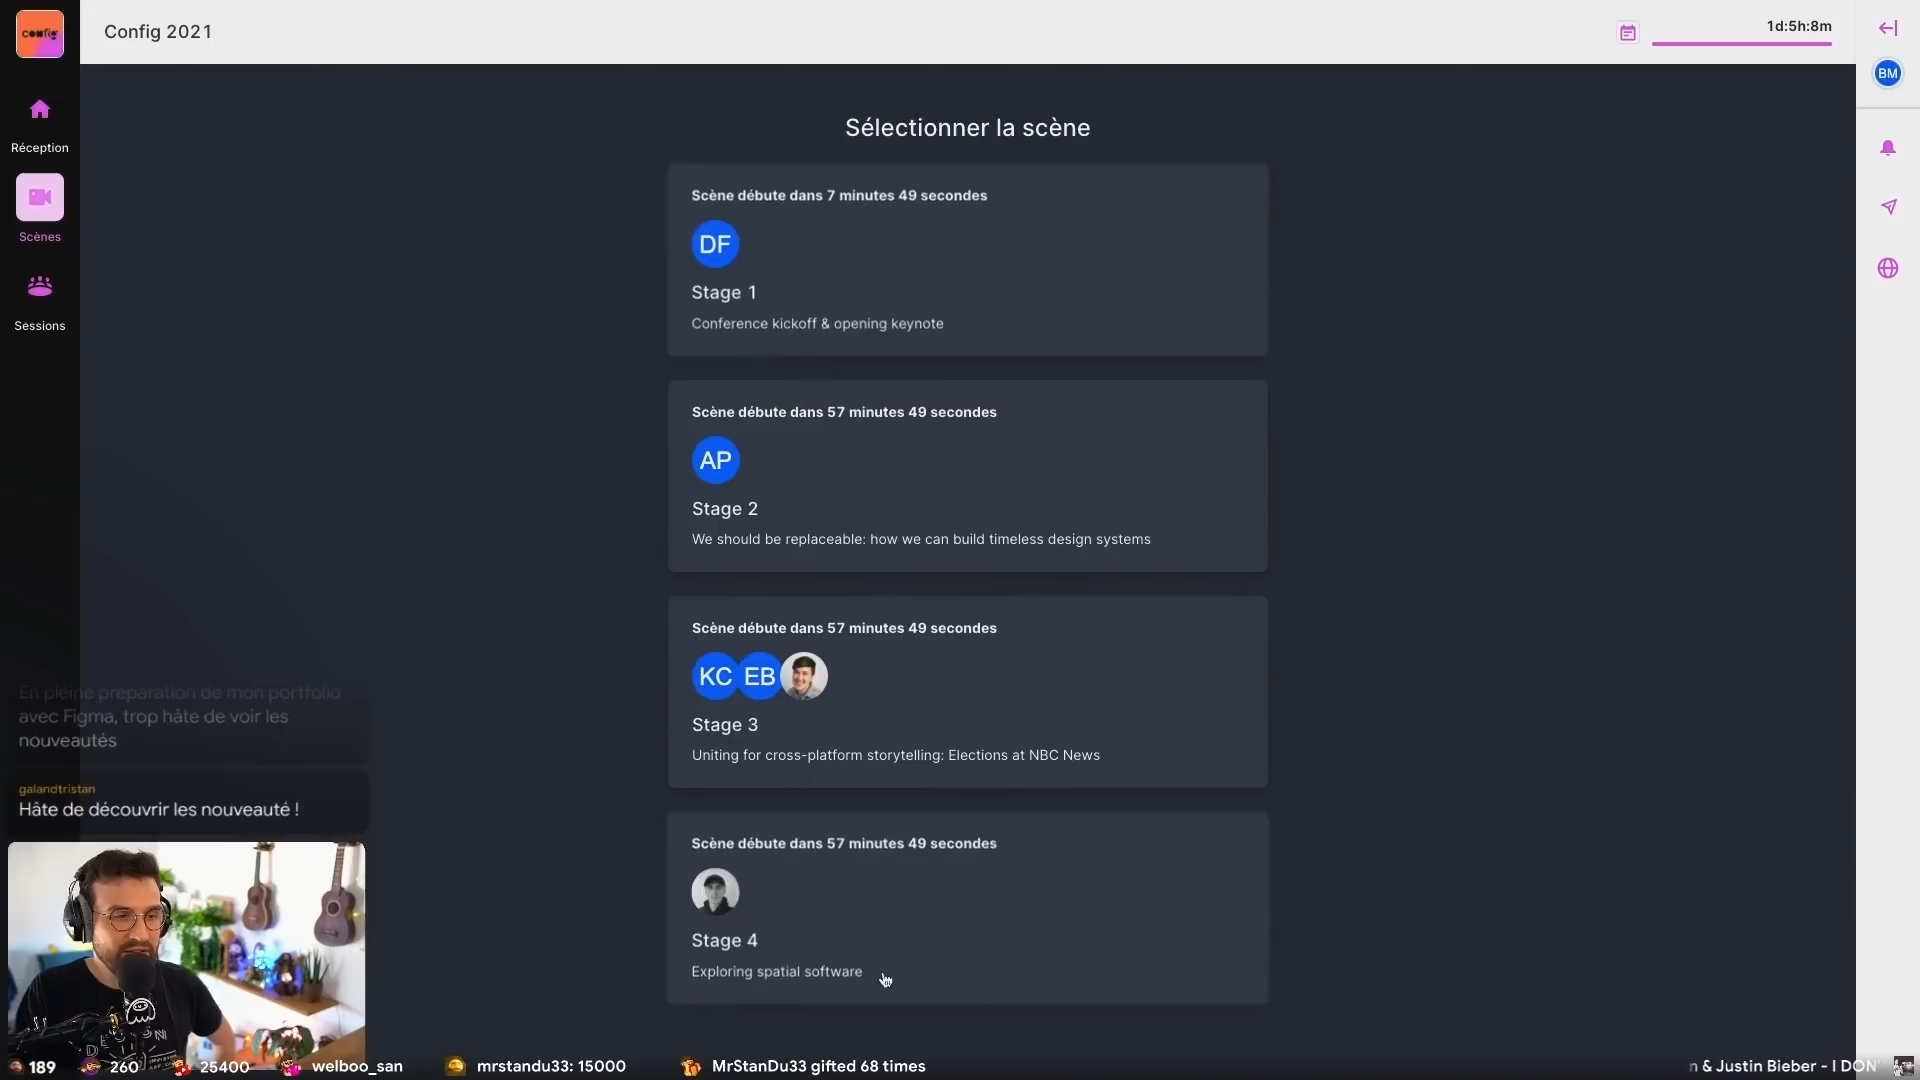 config
Config 2021
1d:5h:8m
BM
Réception
Scènes
Sessions
Sélectionner la scène
Scène débute dans 7 minutes 49 secondes
DF
Stage 1
Conference kickoff & opening keynote
Scène débute dans 57 minutes 49 secondes
AP
Stage 2
We should be replaceable: how we can build timeless design systems
Scène débute dans 57 minutes 49 secondes
KC EB
Stage 3
Uniting for cross-platform storytelling: Elections at NBC News
Scène débute dans 57 minutes 49 secondes
Stage 4
Exploring spatial software
En pleine préparation de mon portfolio
avec Figma, trop hâte de voir les
nouveautés
galandtristan
Hâte de découvrir les nouveauté !
189 260 25400 welboo_san mrstandu33: 15000 MrStanDu33 gifted 68 times n & Justin Bieber - I DON'